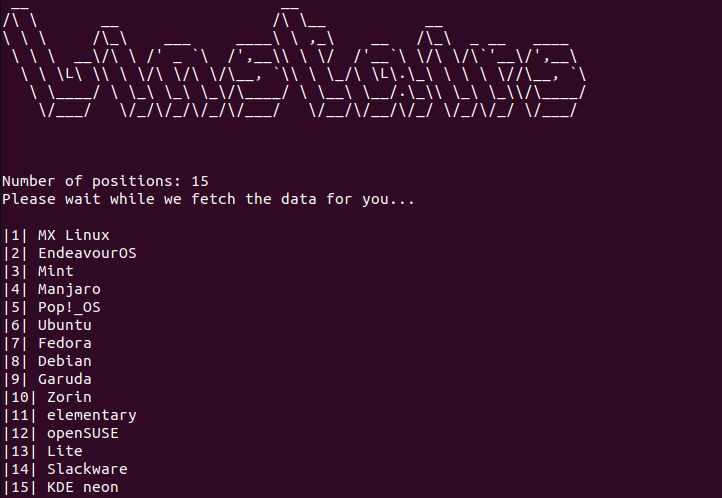 Linstairs
Number of positions: 15
Please wait while we fetch the data for you...
|1| MX Linux
|2| EndeavourOS
|3| Mint
|4| Manjaro
|5| Pop!_OS
|6| Ubuntu
|7| Fedora
|8| Debian
|9| Garuda
|10| Zorin
|11| elementary
|12| openSUSE
|13| Lite
|14| Slackware
|15| KDE neon